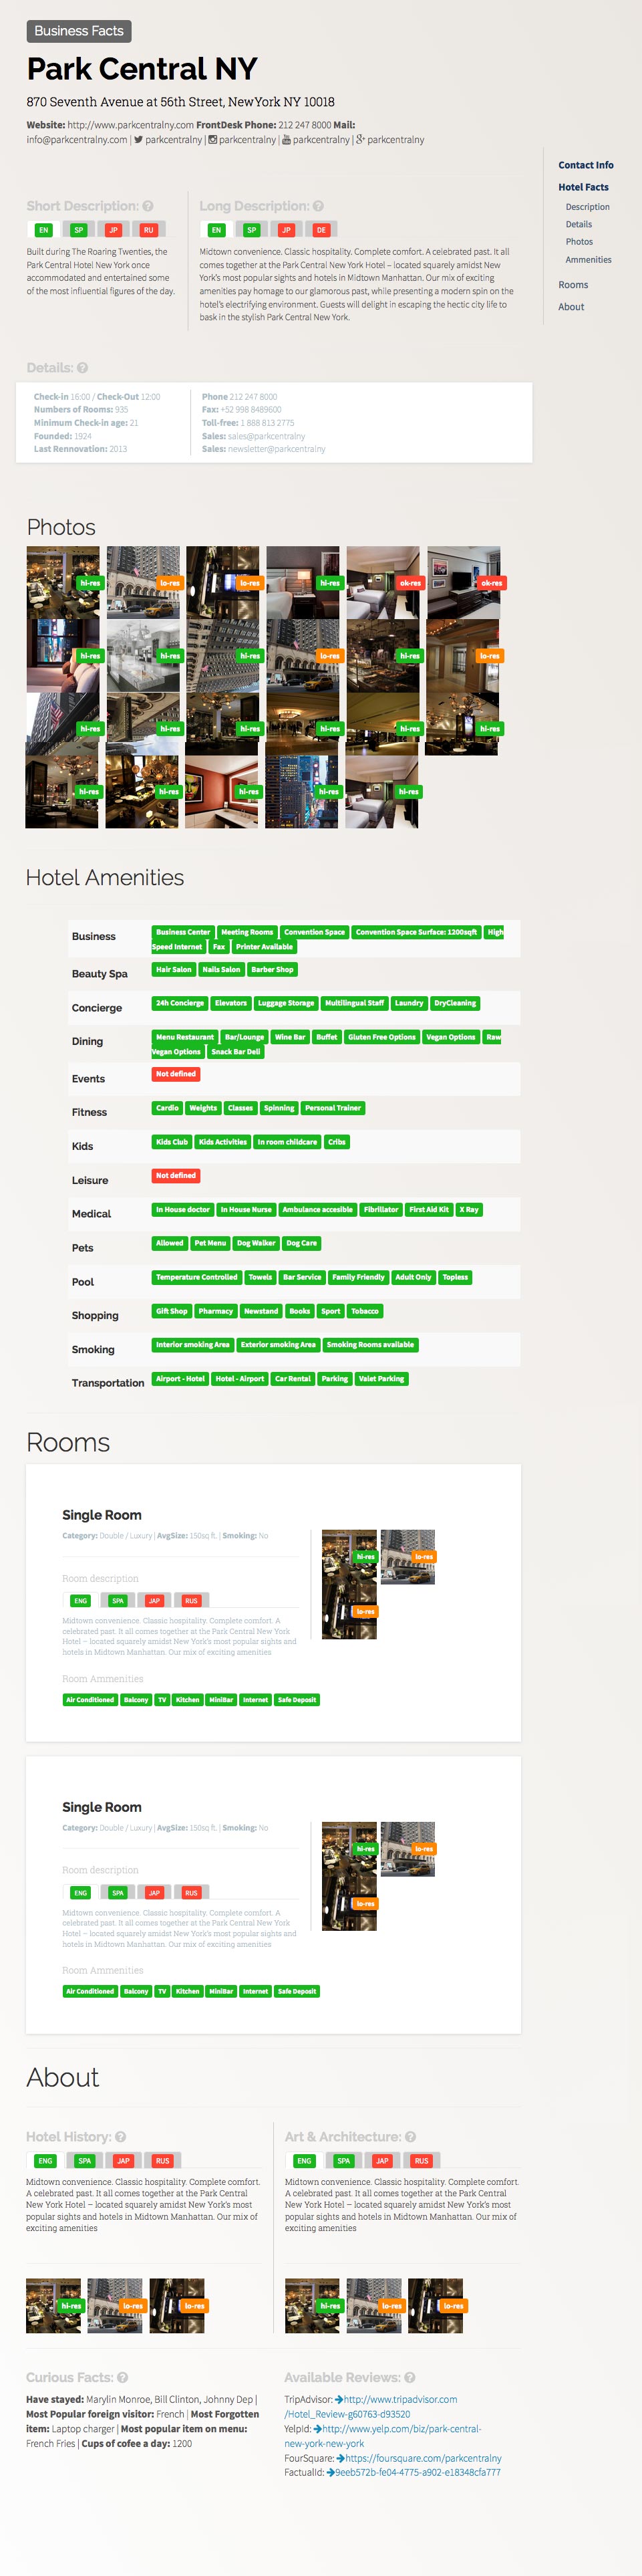 Business Facts
Park Central NY
870 Seventh Avenue at 56th Street, NewYork NY 10018
Website: http://www.parkcentralny.com FrontDesk Phone: 212 247 8000 Mail:
info@parkcentralny.com | parkcentralny | parkcentralny | parkcentralny | parkcentralny
Contact Info
Hotel Facts
Description
Details
Photos
Ammenities
Rooms
About
Short Description:
EN SP JP RU
Built during The Roaring Twenties, the
Park Central Hotel New York once
accommodated and entertained some
of the most influential figures of the day.
Long Description:
EN SP JP DE
Midtown convenience. Classic hospitality. Complete comfort. A celebrated past. It all
comes together at the Park Central New York Hotel – located squarely amidst New
York's most popular sights and hotels in Midtown Manhattan. Our mix of exciting
amenities pay homage to our glamorous past, while presenting a modern spin on the
hotel's electrifying environment. Guests will delight in escaping the hectic city life to
bask in the stylish Park Central New York.
Details:
Check-in 16:00 / Check-Out 12:00
Numbers of Rooms: 935
Minimum Check-in age: 21
Founded: 1924
Last Rennovation: 2013
Phone 212 247 8000
Fax: +52 998 8489600
Toll-free: 1 888 813 2775
Sales: sales@parkcentralny
Sales: newsletter@parkcentralny
Photos
hi-res lo-res lo-res hi-res ok-res ok-res
hi-res hi-res hi-res lo-res hi-res lo-res
hi-res hi-res hi-res hi-res hi-res hi-res
hi-res hi-res hi-res hi-res hi-res
Hotel Amenities
Business Business Center Meeting Rooms Convention Space Convention Space Surface: 1200sqft High
Speed Internet Fax Printer Available
Beauty Spa Hair Salon Nails Salon Barber Shop
Concierge 24h Concierge Elevators Luggage Storage Multilingual Staff Laundry DryCleaning
Dining Menu Restaurant Bar/Lounge Wine Bar Buffet Gluten Free Options Vegan Options Raw
Vegan Options Snack Bar Deli
Events Not defined
Fitness Cardio Weights Classes Spinning Personal Trainer
Kids Kids Club Kids Activities In room childcare Cribs
Leisure Not defined
Medical In House doctor In House Nurse Ambulance accesible Fibrillator First Aid Kit X Ray
Pets Allowed Pet Menu Dog Walker Dog Care
Pool Temperature Controlled Towels Bar Service Family Friendly Adult Only Topless
Shopping Gift Shop Pharmacy Newstand Books Sport Tobacco
Smoking Interior smoking Area Exterior smoking Area Smoking Rooms available
Transportation Airport - Hotel Hotel - Airport Car Rental Parking Valet Parking
Rooms
Single Room
Category: Double / Luxury | AvgSize: 150sq ft. | Smoking: No
Room description
ENG SPA JAP RUS
Midtown convenience. Classic hospitality. Complete comfort. A
celebrated past. It all comes together at the Park Central New York
Hotel – located squarely amidst New York's most popular sights and
hotels in Midtown Manhattan. Our mix of exciting amenities
Room Ammenities
Air Conditioned Balcony TV Kitchen MiniBar Internet Safe Deposit
hi-res lo-res
lo-res
Single Room
Category: Double / Luxury | AvgSize: 150sq ft. | Smoking: No
Room description
ENG SPA JAP RUS
Midtown convenience. Classic hospitality. Complete comfort. A
celebrated past. It all comes together at the Park Central New York
Hotel – located squarely amidst New York's most popular sights and
hotels in Midtown Manhattan. Our mix of exciting amenities
Room Ammenities
Air Conditioned Balcony TV Kitchen MiniBar Internet Safe Deposit
hi-res lo-res
lo-res
About
Hotel History:
ENG SPA JAP RUS
Midtown convenience. Classic hospitality. Complete comfort.
A celebrated past. It all comes together at the Park Central
New York Hotel – located squarely amidst New York's most
popular sights and hotels in Midtown Manhattan. Our mix of
exciting amenities
hi-res lo-res lo-res
Art & Architecture:
ENG SPA JAP RUS
Midtown convenience. Classic hospitality. Complete comfort.
A celebrated past. It all comes together at the Park Central
New York Hotel – located squarely amidst New York's most
popular sights and hotels in Midtown Manhattan. Our mix of
exciting amenities
hi-res lo-res lo-res
Curious Facts:
Have stayed: Marylin Monroe, Bill Clinton, Johnny Dep |
Most Popular foreign visitor: French | Most Forgotten
item: Laptop charger | Most popular item on menu:
French Fries | Cups of cofee a day: 1200
Available Reviews:
TripAdvisor: http://www.tripadvisor.com
/Hotel_Review-g60763-d93520
YelpId: http://www.yelp.com/biz/park-central-
new-york-new-york
FourSquare: https://foursquare.com/parkcentralny
FactualId: 9eeb572b-fe04-4775-a902-e18348cfa777